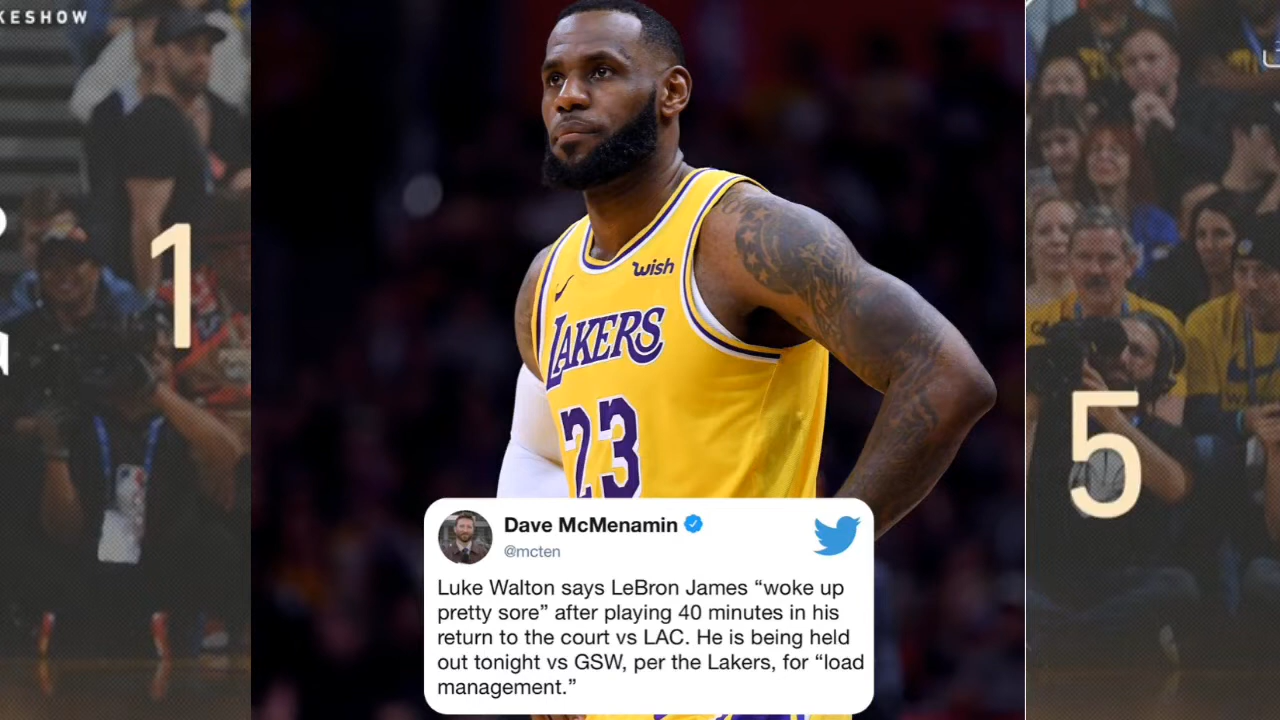 KESHOW
1
wish
LAKERS
23
5
Dave McMenamin
@mcten
Luke Walton says LeBron James “woke up
pretty sore” after playing 40 minutes in his
return to the court vs LAC. He is being held
out tonight vs GSW, per the Lakers, for “load
management.”